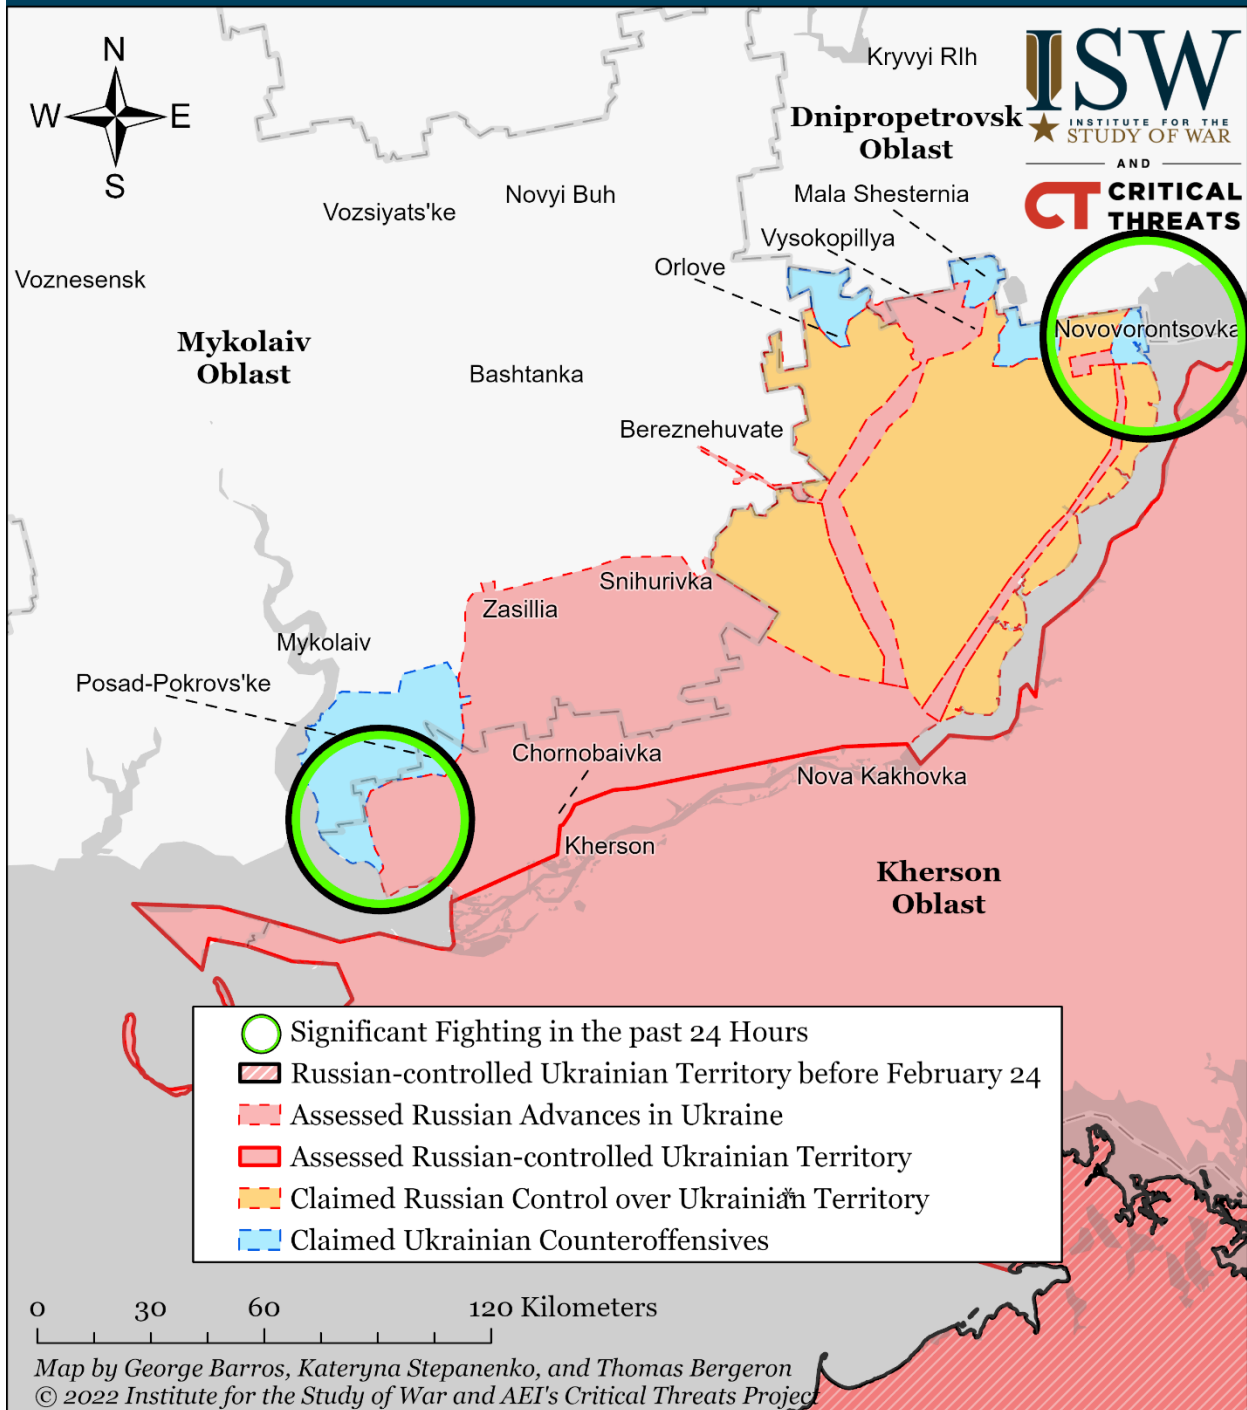 N
W E
S
Kryvyi RIh
ISW
INSTITUTE FOR THE
STUDY OF WAR
AND
CT CRITICAL
THREATS
Dnipropetrovsk
Oblast
Mala Shesternia
Novyi Buh
Vozsiyats'ke
Vysokopillya
Orlove
Voznesensk
Novovorontsovka
Mykolaiv
Oblast
Bashtanka
Bereznehuvate
Snihurivka
Zasillia
Mykolaiv
Posad-Pokrovs'ke
Chornobaivka
Nova Kakhovka
Kherson
Kherson
Oblast
Significant Fighting in the past 24 Hours
Russian-controlled Ukrainian Territory before February 24
Assessed Russian Advances in Ukraine
Assessed Russian-controlled Ukrainian Territory
Claimed Russian Control over Ukrainian Territory
*
Claimed Ukrainian Counteroffensives
0 30 60 120 Kilometers
Map by George Barros, Kateryna Stepanenko, and Thomas Bergeron
© 2022 Institute for the Study of War and AEI's Critical Threats Project